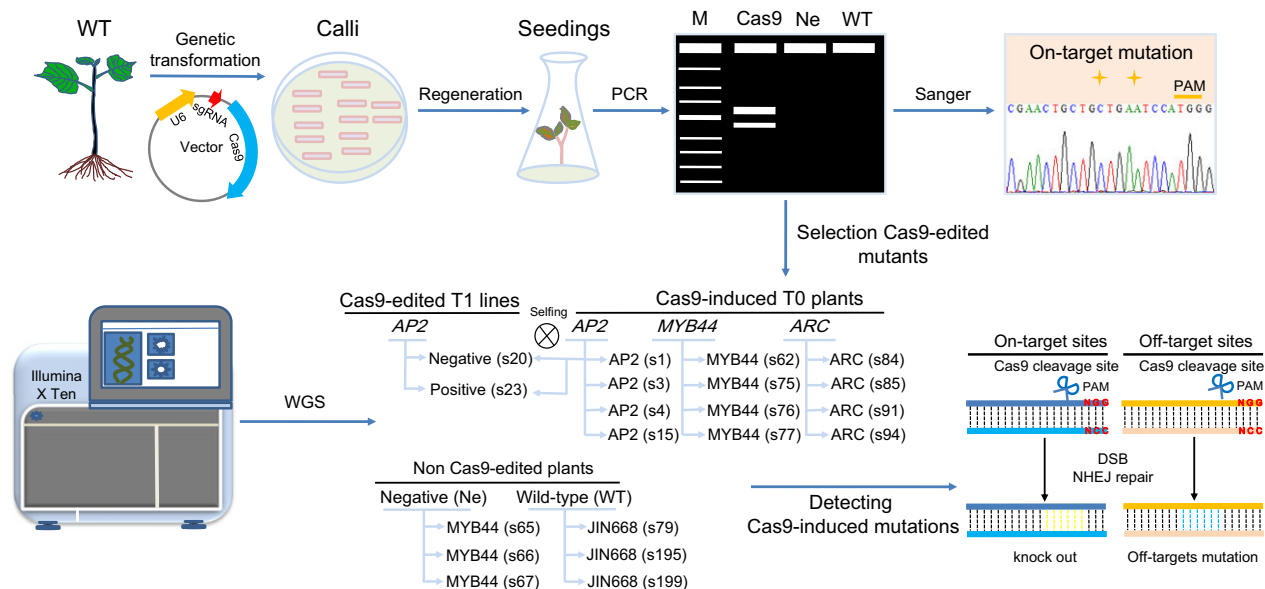 WT
Genetic
transformation
U6
sgRNA
Cas9
Vector
Calli
Regeneration
Seedings
PCR
M Cas9 Ne WT
Sanger
On-target mutation
PAM
CGAACTGCTGCTGAATCCATGGG
Selection Cas9-edited
mutants
Illumina
X Ten
WGS
Cas9-edited T1 lines
AP2
Negative (s20)
Positive (s23)
Selfing
Cas9-induced T0 plants
AP2 MYB44 ARC
AP2 (s1) MYB44 (s62) ARC (s84)
AP2 (s3) MYB44 (s75) ARC (s85)
AP2 (s4) MYB44 (s76) ARC (s91)
AP2 (s15) MYB44 (s77) ARC (s94)
Non Cas9-edited plants
Negative (Ne) Wild-type (WT)
MYB44 (s65) JIN668 (s79)
MYB44 (s66) JIN668 (s195)
MYB44 (s67) JIN668 (s199)
Detecting
Cas9-induced mutations
On-target sites Off-target sites
Cas9 cleavage site Cas9 cleavage site
PAM PAM
NGG NGG
NCC NCC
DSB
NHEJ repair
knock out Off-targets mutation